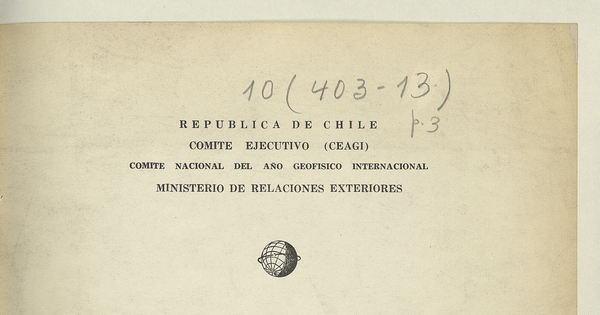 10 (403-13)
p.3
REPUBLICA DE CHILE
COMITE EJECUTIVO (CEAGI)
COMITE NACIONAL DEL AÑO GEOFISICO INTERNACIONAL
MINISTERIO DE RELACIONES EXTERIORES